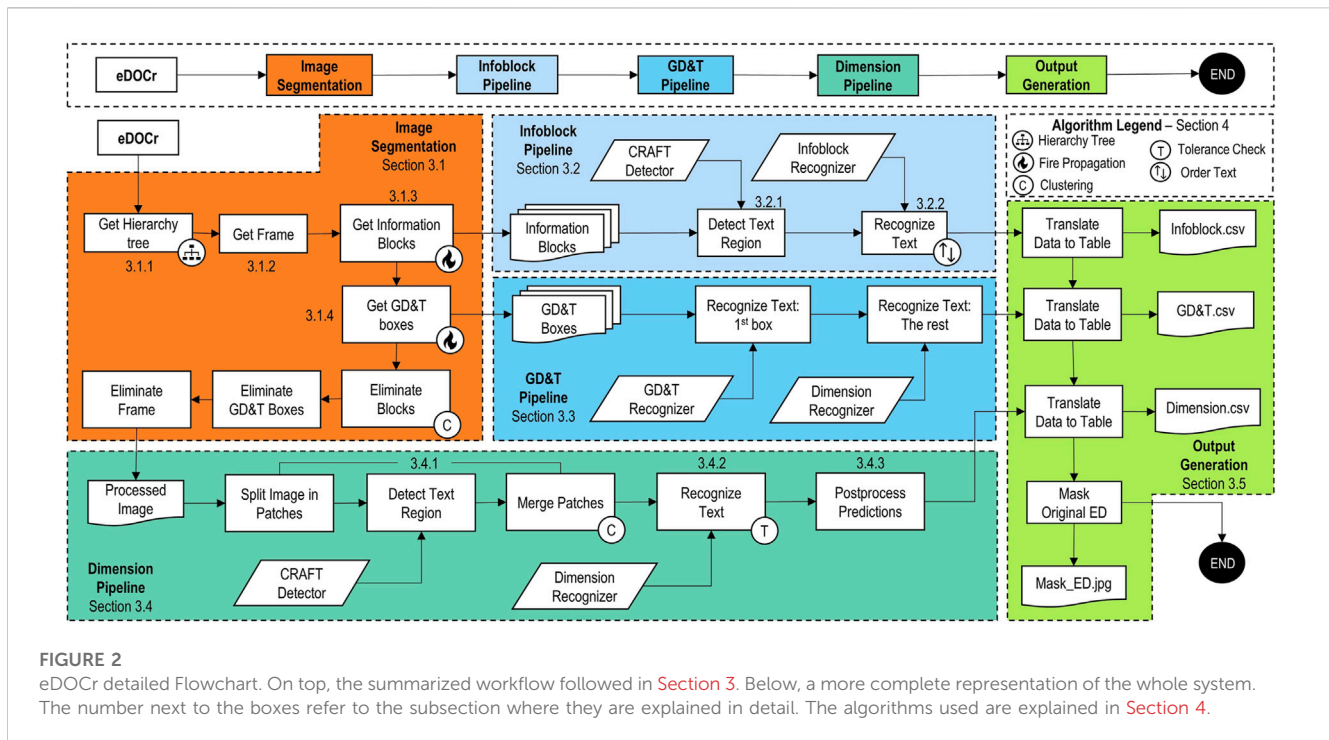 eDOCr
Image
Segmentation
Infoblock
Pipeline
GD&T
Pipeline
Dimension
Pipeline
Output
Generation
END
eDOCr
Image
Segmentation
Section 3.1
Get Hierarchy
tree
3.1.1
Get Frame
3.1.2
3.1.3
Get Information
Blocks
3.1.4
Get GD&T
boxes
Eliminate
Blocks
C
Eliminate
GD&T Boxes
Eliminate
Frame
Infoblock
Pipeline
Section 3.2
CRAFT
Detector
Infoblock
Recognizer
Information
Blocks
3.2.1
Detect Text
Region
3.2.2
Recognize
Text
GD&T
Boxes
Recognize Text:
1st box
Recognize Text:
The rest
GD&T
Pipeline
Section 3.3
GD&T
Recognizer
Dimension
Recognizer
Algorithm Legend – Section 4
Hierarchy Tree
Fire Propagation
C Clustering
T Tolerance Check
Order Text
Translate
Data to Table
Infoblock.csv
Translate
Data to Table
GD&T.csv
Translate
Data to Table
Dimension.csv
Output
Generation
Section 3.5
Mask
Original ED
Mask_ED.jpg
END
3.4.1
3.4.2
3.4.3
Processed
Image
Split Image in
Patches
Detect Text
Region
Merge Patches
C
Recognize
Text
T
Postprocess
Predictions
Dimension
Pipeline
Section 3.4
CRAFT
Detector
Dimension
Recognizer
FIGURE 2
eDOCr detailed Flowchart. On top, the summarized workflow followed in Section 3. Below, a more complete representation of the whole system.
The number next to the boxes refer to the subsection where they are explained in detail. The algorithms used are explained in Section 4.